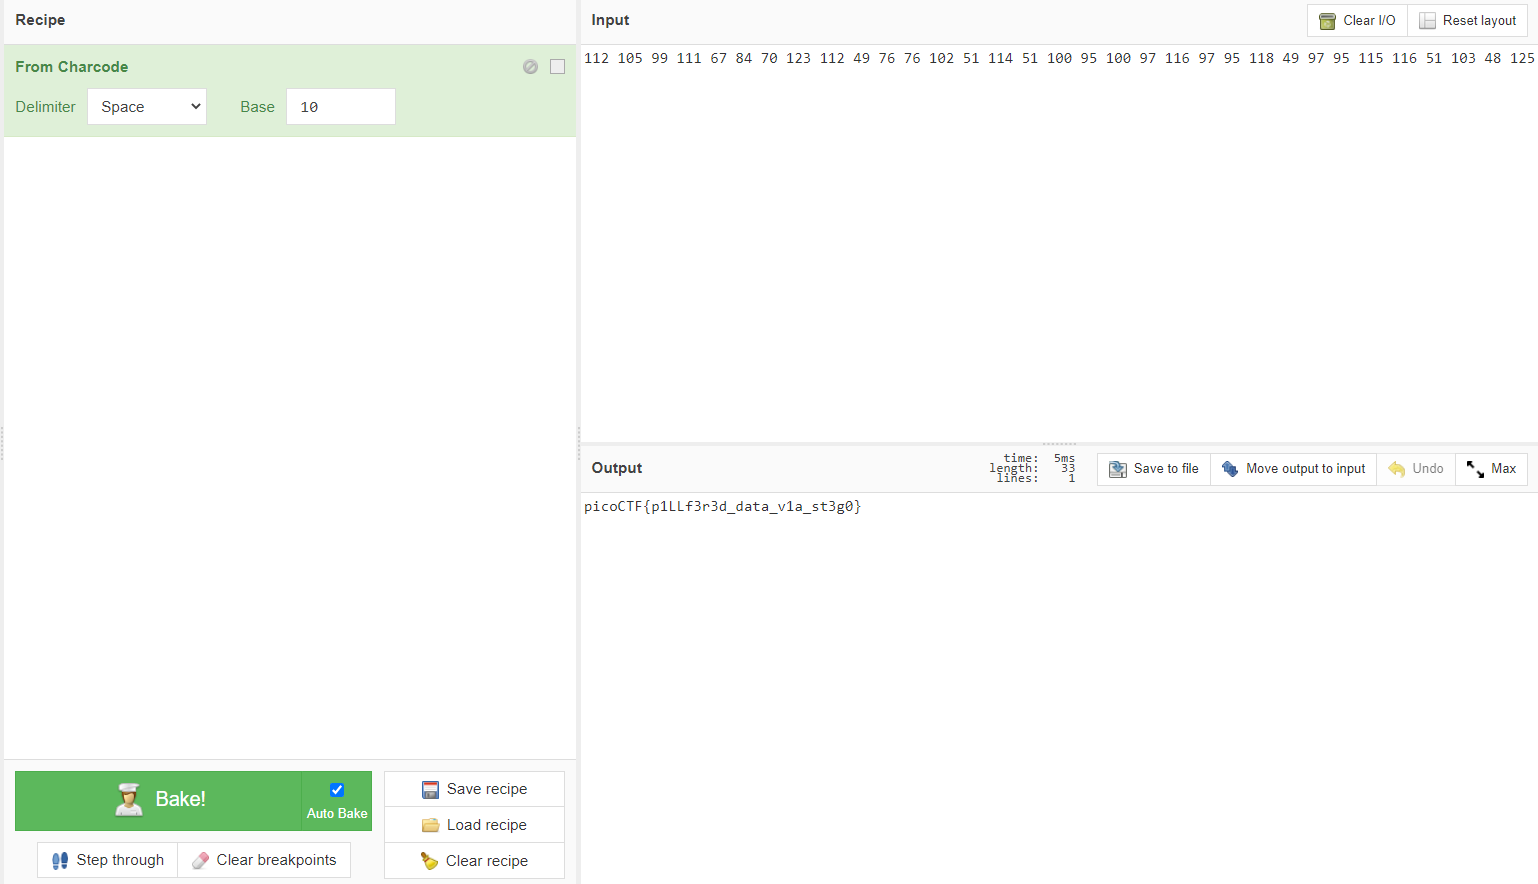 Recipe
From Charcode
Delimiter Space Base 10
Bake!
Auto Bake
Step through Clear breakpoints
Save recipe
Load recipe
Clear recipe
Input Clear I/O Reset layout
112 105 99 111 67 84 70 123 112 49 76 76 102 51 114 51 100 95 100 97 116 97 95 118 49 97 95 115 116 51 103 48 125
Output
time: 5ms
length: 33
lines: 1
Save to file Move output to input Undo Max
picoCTF{p1LLf3r3d_data_v1a_st3g0}